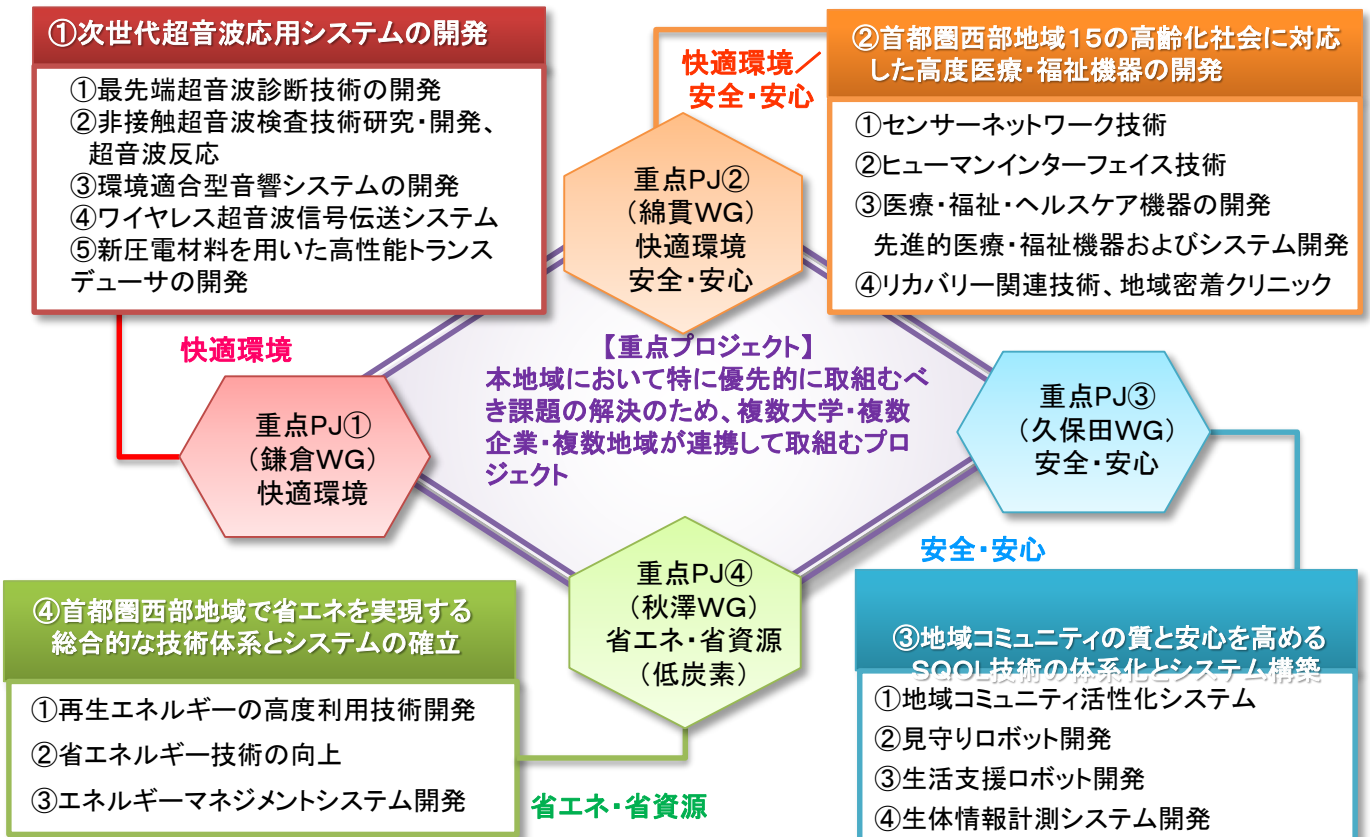 ①次世代超音波応用システムの開発
①最先端超音波診断技術の開発
②非接触超音波検査技術研究・開発、
超音波反応
③環境適合型音響システムの開発
④ワイヤレス超音波信号伝送システム
⑤新圧電材料を用いた高性能トランス
デューサの開発
快適環境
重点PJ①
（鎌倉WG）
快適環境
快適環境／
安全・安心
重点PJ②
（綿貫WG）
快適環境
安全・安心
②首都圏西部地域15の高齢化社会に対応
した高度医療・福祉機器の開発
①センサーネットワーク技術
②ヒューマンインターフェイス技術
③医療・福祉・ヘルスケア機器の開発
先進的医療・福祉機器およびシステム開発
④リカバリー関連技術、地域密着クリニック
【重点プロジェクト】
本地域において特に優先的に取組むべ
き課題の解決のため、複数大学・複数
企業・複数地域が連携して取組むプロ
ジェクト
重点PJ③
（久保田WG）
安全・安心
安全・安心
③地域コミュニティの質と安心を高める
SQOL技術の体系化とシステム構築
①地域コミュニティ活性化システム
②見守りロボット開発
③生活支援ロボット開発
④生体情報計測システム開発
重点PJ④
（秋澤WG）
省エネ・省資源
（低炭素）
省エネ・省資源
④首都圏西部地域で省エネを実現する
総合的な技術体系とシステムの確立
①再生エネルギーの高度利用技術開発
②省エネルギー技術の向上
③エネルギーマネジメントシステム開発